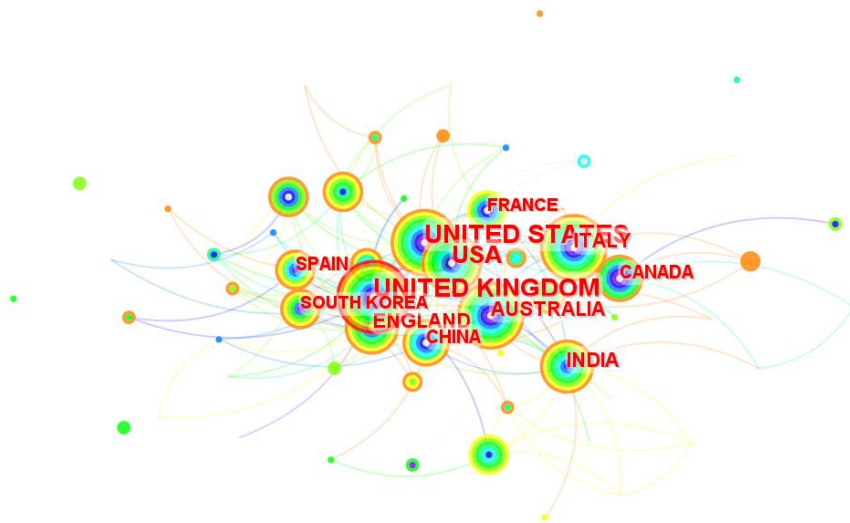 FRANCE
UNITED STATES
ITALY
USA
SPAIN
CANADA
UNITED KINGDOM
SOUTH KOREA
AUSTRALIA
ENGLAND
CHINA
INDIA